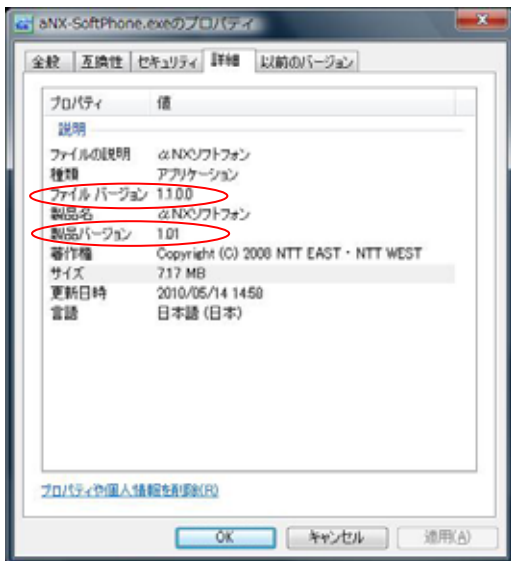 aNX-SoftPhone.exeのプロパティ
全般 互換性 セキュリティ 詳細 以前のバージョン
プロパティ 値
説明
ファイルの説明 αNXソフトフォン
種類 アプリケーション
ファイル バージョン 1.1.0.0
製品名 αNXソフトフォン
製品バージョン 1.01
著作権 Copyright (C) 2008 NTT EAST・NTT WEST
サイズ 7.17 MB
更新日時 2010/05/14 14:58
言語 日本語 (日本)
プロパティや個人情報を削除(R)
OK キャンセル 適用(A)